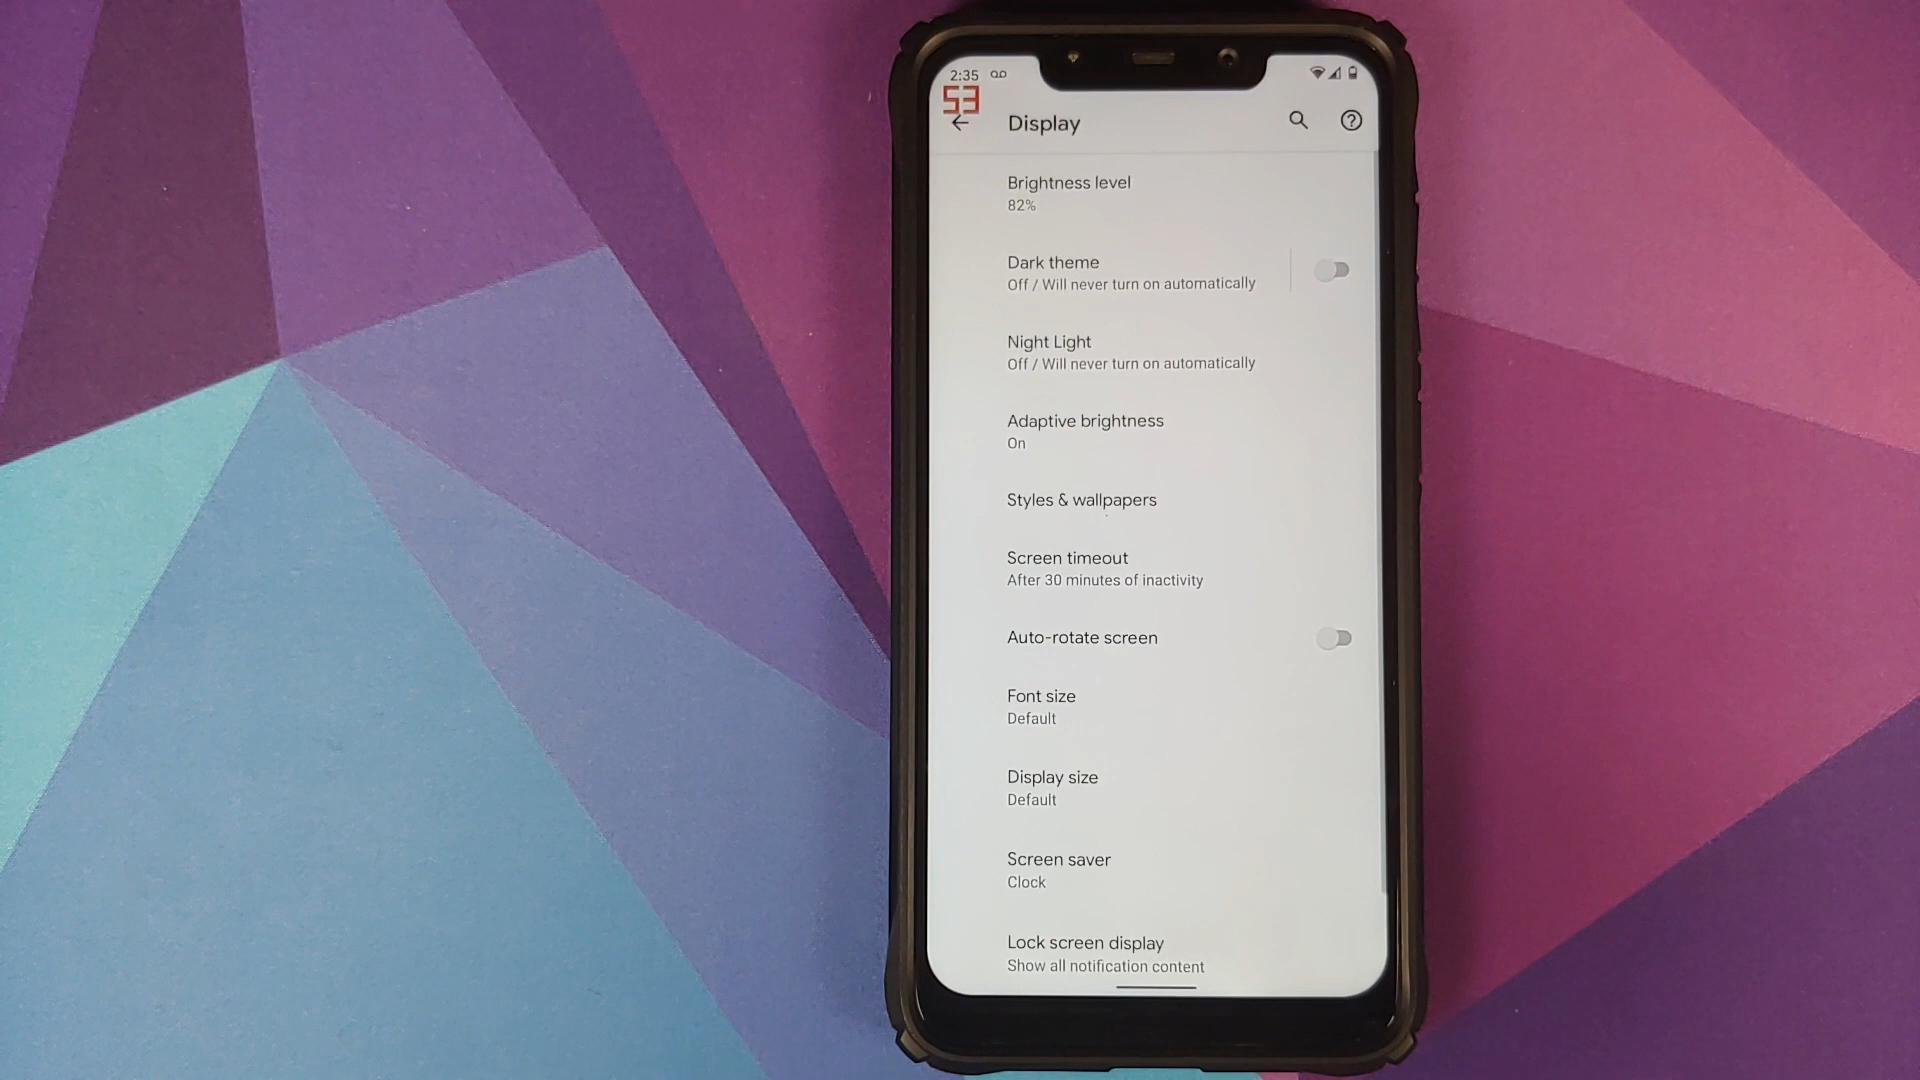 2:35
53
Display
Brightness level
82%
Dark theme
Off / Will never turn on automatically
Night Light
Off / Will never turn on automatically
Adaptive brightness
On
Styles & wallpapers
Screen timeout
After 30 minutes of inactivity
Auto-rotate screen
Font size
Default
Display size
Default
Screen saver
Clock
Lock screen display
Show all notification content